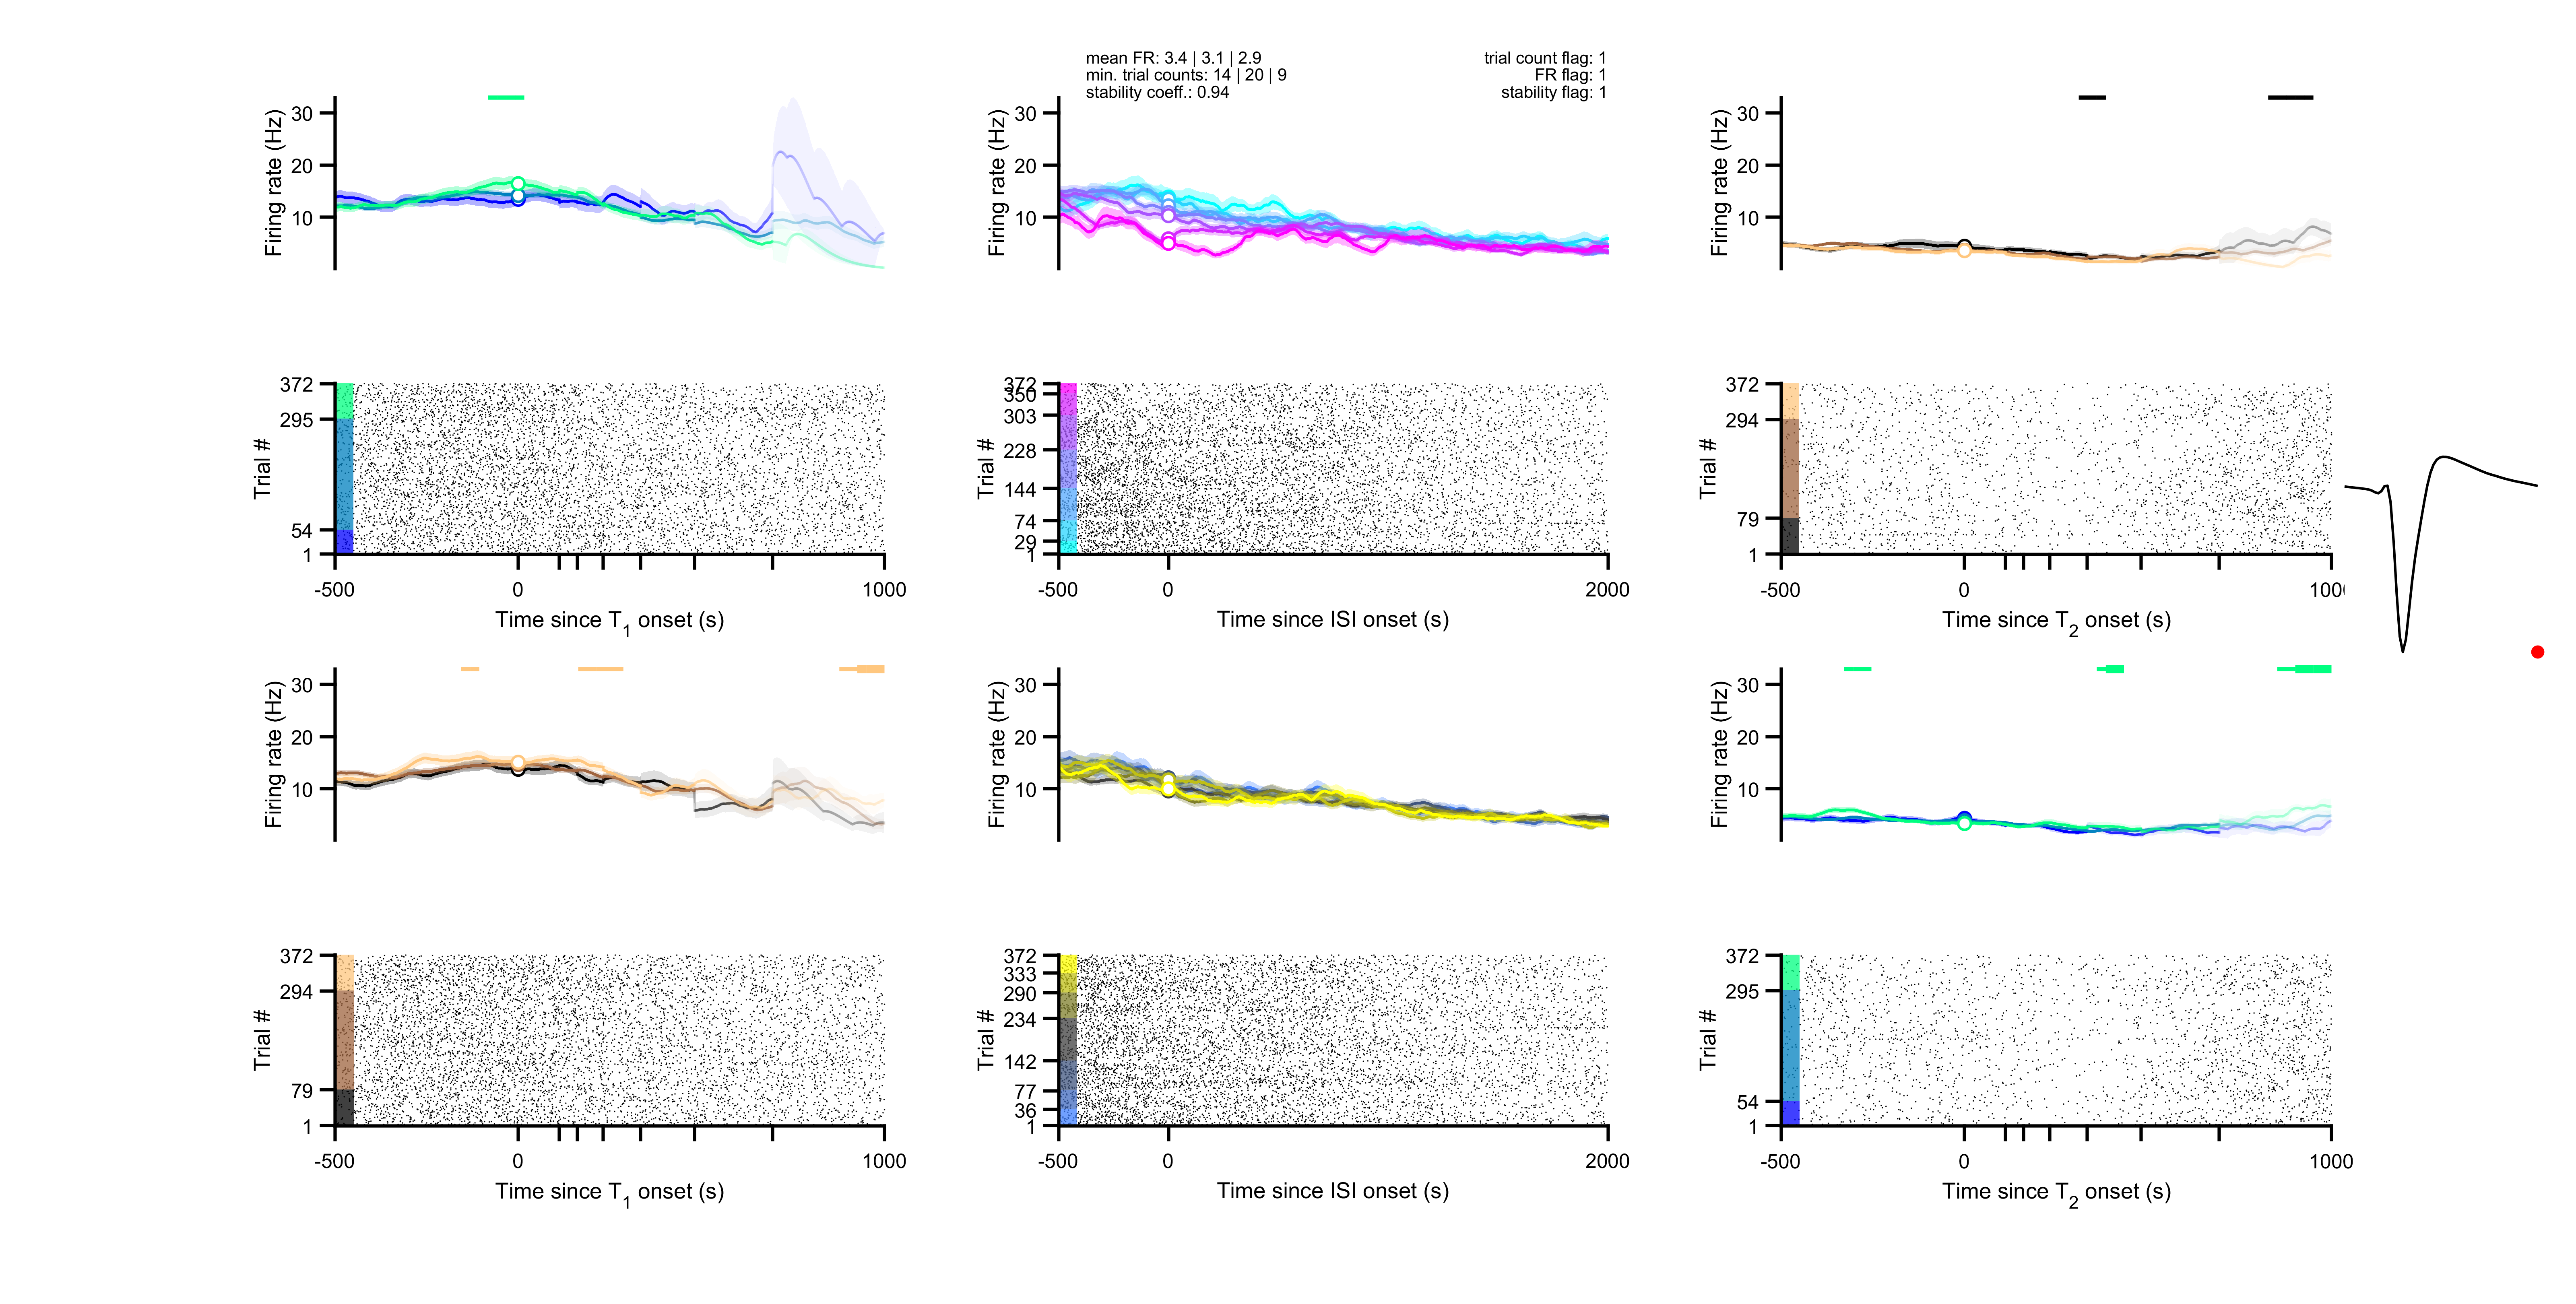 mean FR: 3.4 | 3.1 | 2.9
min. trial counts: 14 | 20 | 9
stability coeff.: 0.94
trial count flag: 1
FR flag: 1
stability flag: 1
Firing rate (Hz)
30
20
10
Firing rate (Hz)
30
20
10
Firing rate (Hz)
30
20
10
Trial #
372
295
54
1
-500
0
1000
Time since T1 onset (s)
Trial #
372
350
303
228
144
74
29
1
-500
0
2000
Time since ISI onset (s)
Trial #
372
294
79
1
-500
0
1000
Time since T2 onset (s)
Firing rate (Hz)
30
20
10
Firing rate (Hz)
30
20
10
Firing rate (Hz)
30
20
10
Trial #
372
294
79
1
-500
0
1000
Time since T1 onset (s)
Trial #
372
333
290
234
142
77
36
1
-500
0
2000
Time since ISI onset (s)
Trial #
372
295
54
1
-500
0
1000
Time since T2 onset (s)